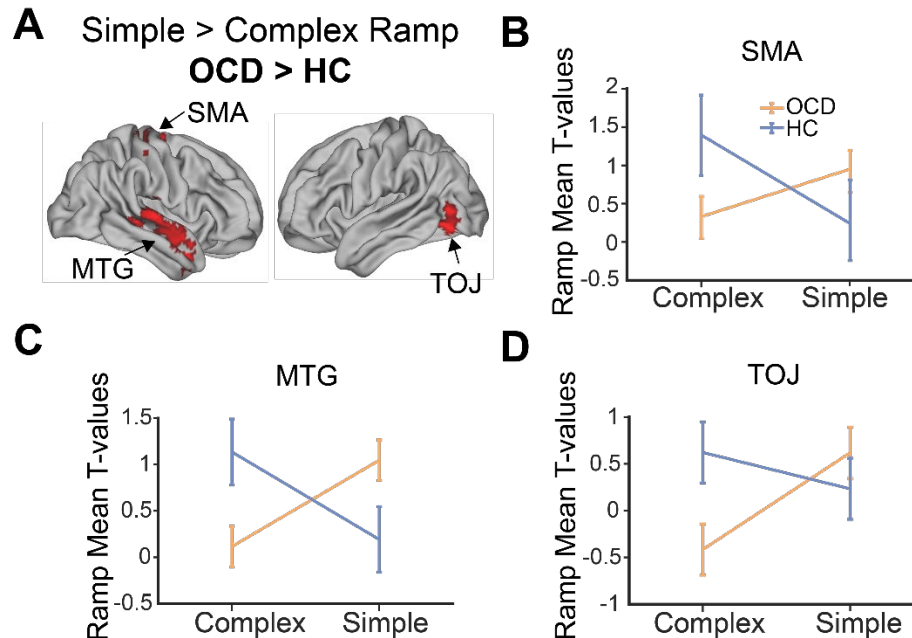 A
Simple > Complex Ramp
OCD > HC
SMA
MTG
TOJ
B
SMA
Ramp Mean T-values
2
1.5
1
0.5
0
-0.5
OCD
HC
Complex
Simple
C
MTG
Ramp Mean T-values
1.5
1
0.5
0
-0.5
Complex
Simple
D
TOJ
Ramp Mean T-values
1
0.5
0
-0.5
-1
Complex
Simple